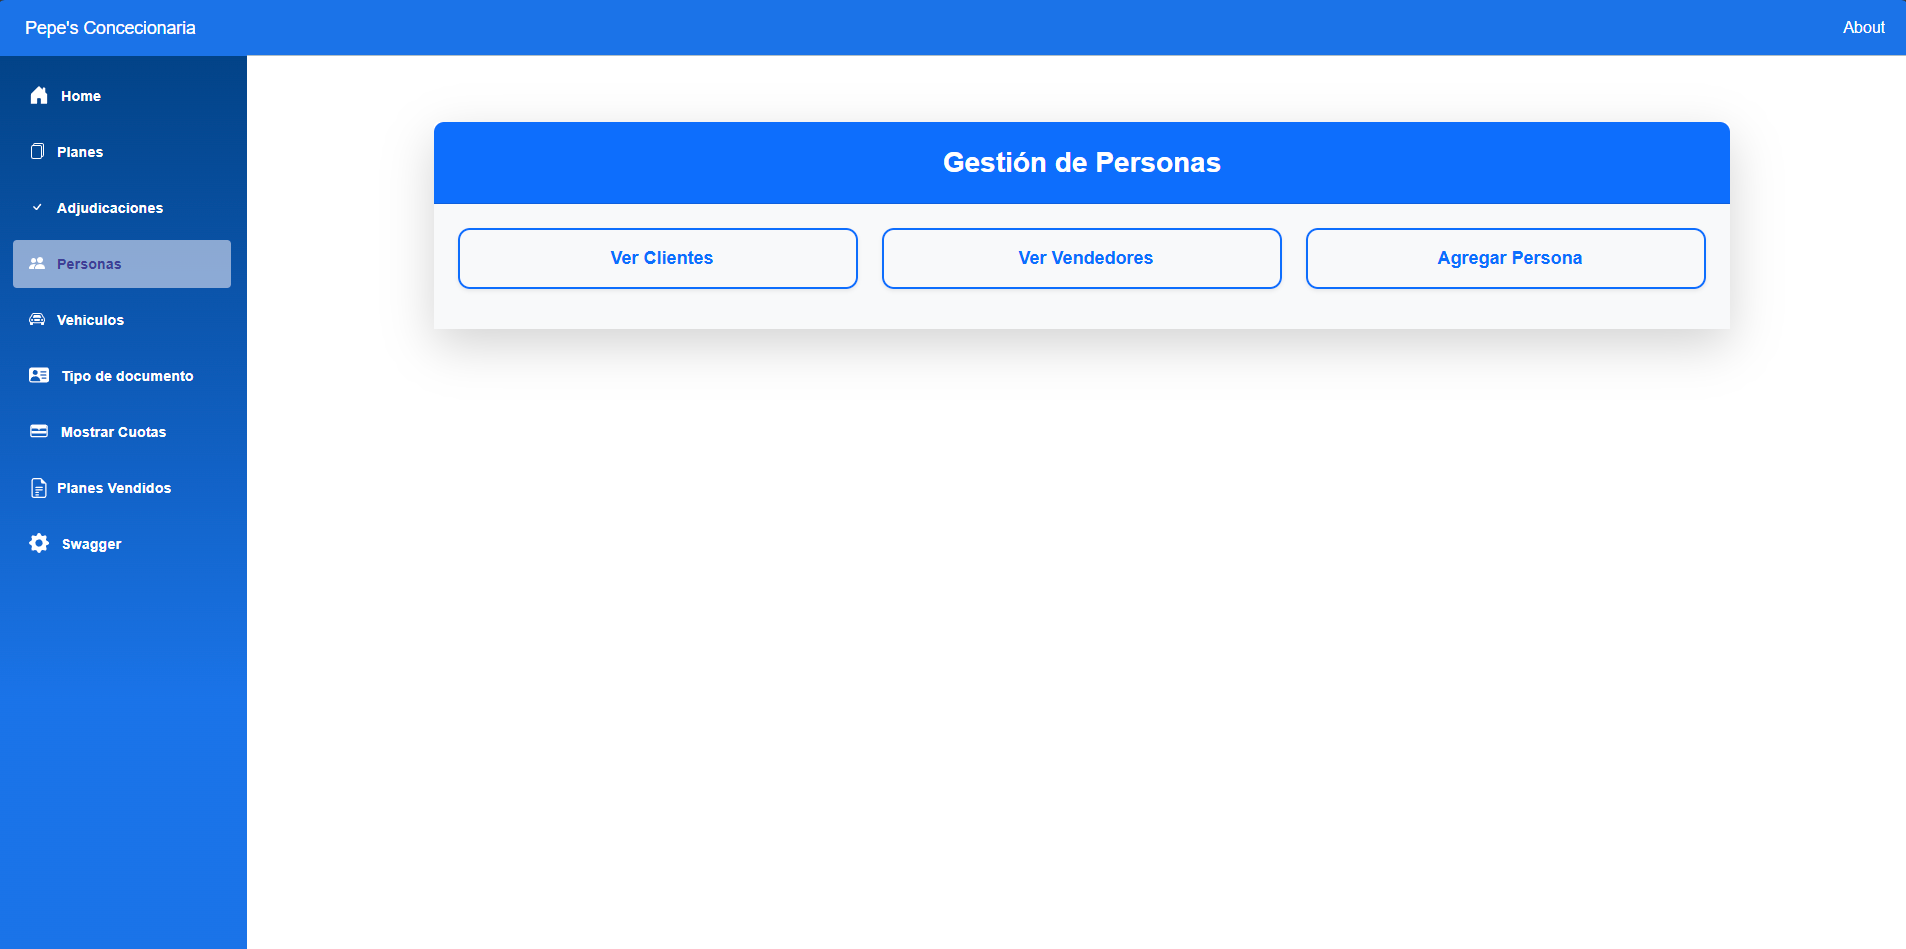 Pepe's Concecionaria
About
Home
Planes
Adjudicaciones
Personas
Vehiculos
Tipo de documento
Mostrar Cuotas
Planes Vendidos
Swagger
Gestión de Personas
Ver Clientes
Ver Vendedores
Agregar Persona